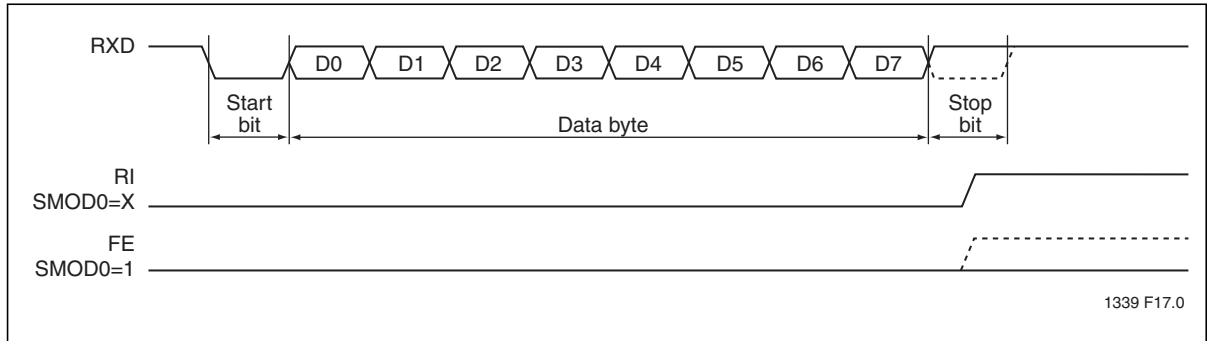 RXD
D0 D1 D2 D3 D4 D5 D6 D7
Start
bit
Data byte
Stop
bit
RI
SMOD0=X
FE
SMOD0=1
1339 F17.0